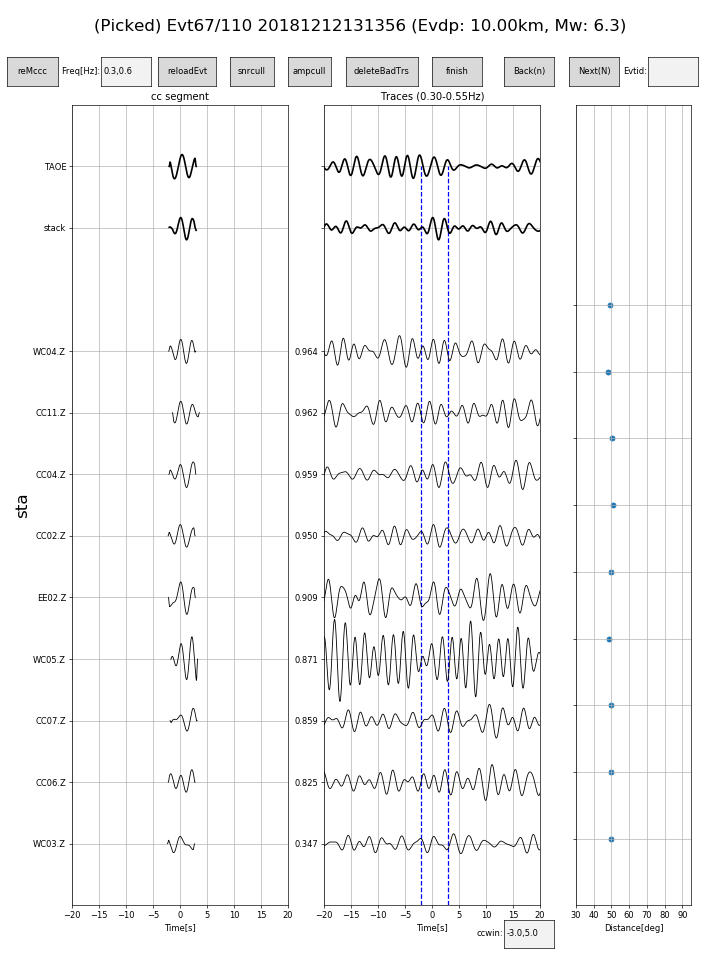 (Picked) Evt67/110 20181212131356 (Evdp: 10.00km, Mw: 6.3)
reMccc Freq[Hz]: 0.3,0.6 reloadEvt snrcull ampcull deleteBadTrs finish Back(n) Next(N) Evtid:
cc segment Traces (0.30-0.55Hz)
TAOE
stack
WC04.Z 0.964
CC11.Z 0.962
CC04.Z 0.959
sta
CC02.Z 0.950
EE02.Z 0.909
WC05.Z 0.871
CC07.Z 0.859
CC06.Z 0.825
WC03.Z 0.347
−20 −15 −10 −5 0 5 10 15 20 −20 −15 −10 −5 0 5 10 15 20 30 40 50 60 70 80 90
Time[s] Time[s] Distance[deg]
ccwin: -3.0,5.0